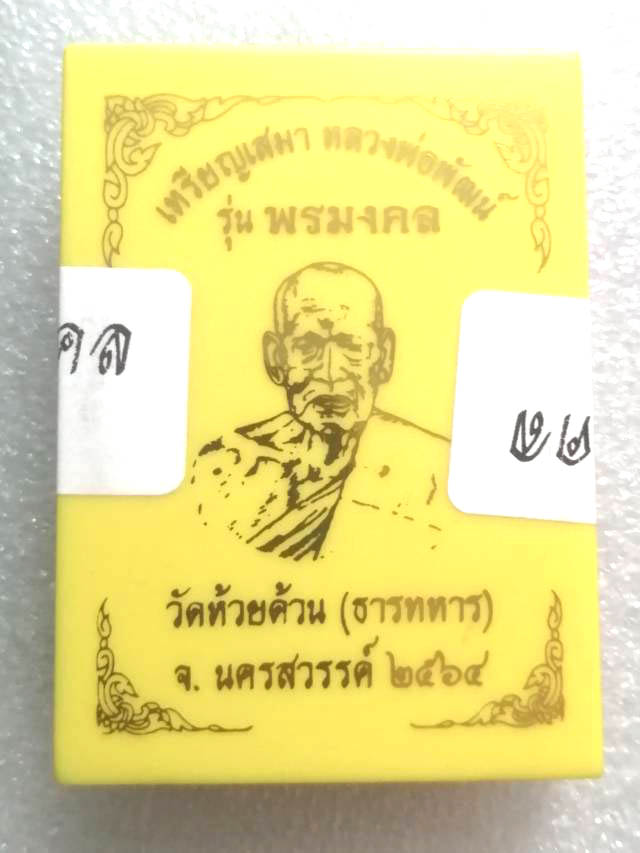 เหรียญเสมา หลวงพ่อพัฒน์
รุ่น พรมงคล
คล
วัดห้วยด้วน (ธารทหาร)
จ. นครสวรรค์ ๒๕๖๔